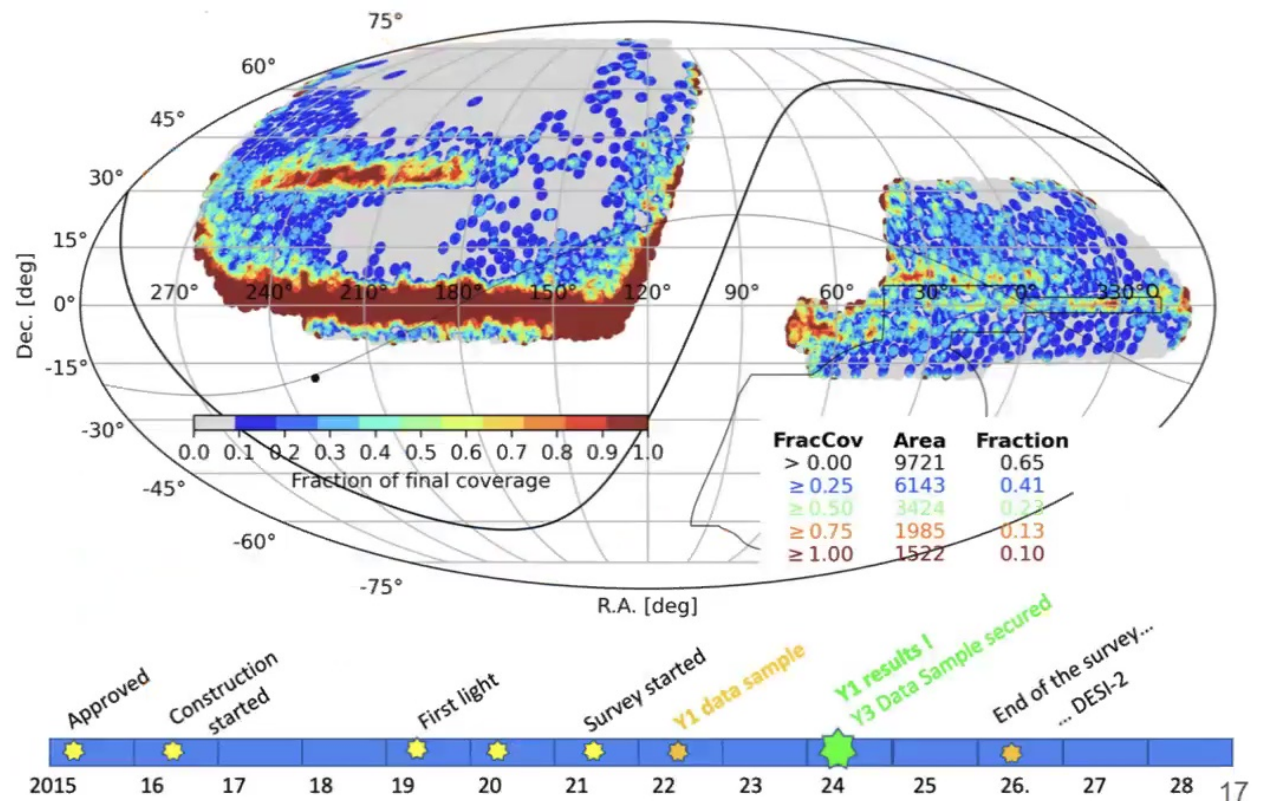 75°
60°
45°
30°
15°
0°
-15°
-30°
-45°
-60°
-75°
Dec. [deg]
270° 240° 210° 180° 150° 120° 90° 60° 30° 0° 330°
R.A. [deg]
0.0 0.1 0.2 0.3 0.4 0.5 0.6 0.7 0.8 0.9 1.0
Fraction of final coverage
FracCov Area Fraction
> 0.00 9721 0.65
≥ 0.25 6143 0.41
≥ 0.50 3424 0.23
≥ 0.75 1985 0.13
≥ 1.00 1522 0.10
Approved
Construction
started
First light
Survey started
Y1 data sample
Y1 results !
Y3 Data Sample secured
End of the survey...
... DESI-2
2015 16 17 18 19 20 21 22 23 24 25 26. 27 28 17